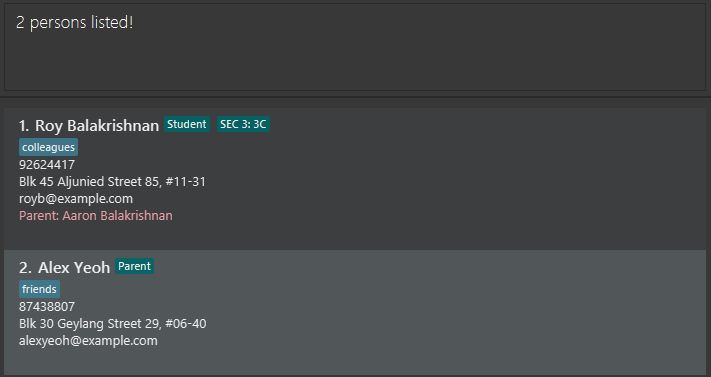 2 persons listed!
1. Roy Balakrishnan Student SEC 3: 3C
colleagues
92624417
Blk 45 Aljunied Street 85, #11-31
royb@example.com
Parent: Aaron Balakrishnan
2. Alex Yeoh Parent
friends
87438807
Blk 30 Geylang Street 29, #06-40
alexyeoh@example.com